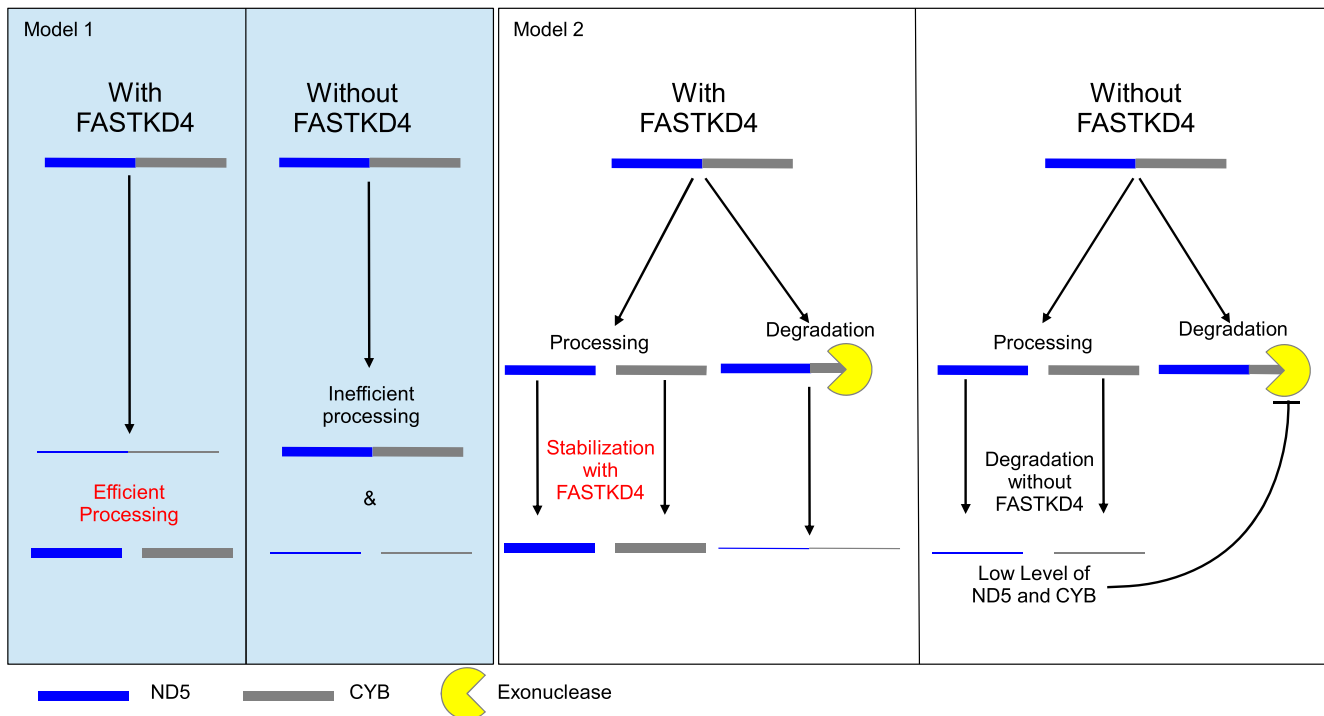 Model 1
With
FASTKD4
Without
FASTKD4
Inefficient
processing
Efficient
Processing
&
Model 2
With
FASTKD4
Processing
Degradation
Stabilization
with
FASTKD4
Without
FASTKD4
Processing
Degradation
Degradation
without
FASTKD4
Low Level of
ND5 and CYB
ND5
CYB
Exonuclease